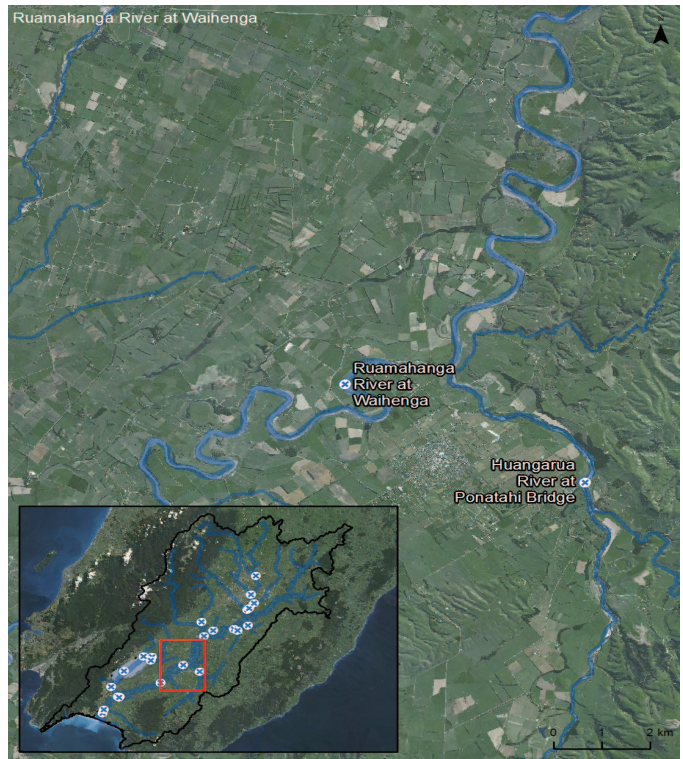 Ruamahanga River at Waihenga
Ruamahanga
River at
Waihenga
Huangarua
River at
Ponatahi Bridge
0 1 2 km